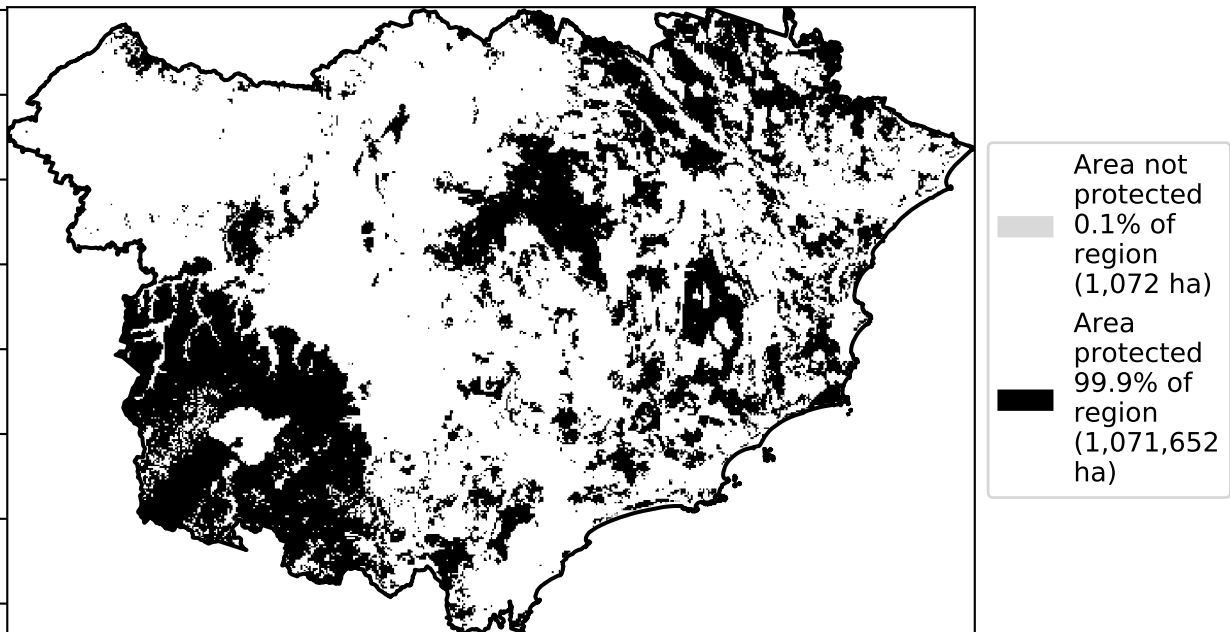 Area not
protected
0.1% of
region
(1,072 ha)
Area
protected
99.9% of
region
(1,071,652
ha)